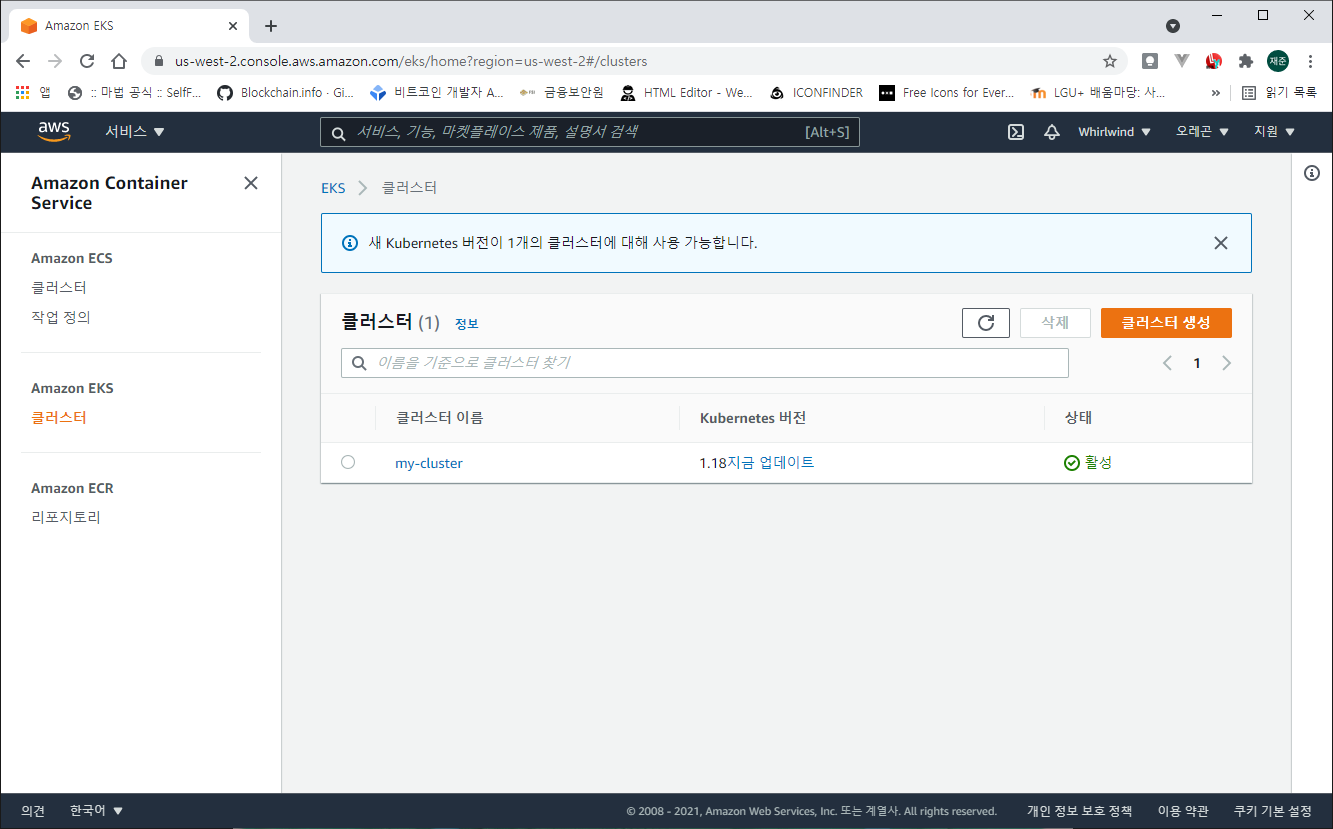 Amazon EKS
us-west-2.console.aws.amazon.com/eks/home?region=us-west-2#/clusters
재준
앱
:: 마법 공식 :: SelfF...
Blockchain.info · Gi...
비트코인 개발자 A...
금융보안원
HTML Editor - We...
ICONFINDER
Free Icons for Ever...
LGU+ 배움마당: 사...
»
읽기 목록
aws
서비스
서비스, 기능, 마켓플레이스 제품, 설명서 검색
[Alt+S]
Whirlwind
오레곤
지원
Amazon Container
Service
Amazon ECS
클러스터
작업 정의
Amazon EKS
클러스터
Amazon ECR
리포지토리
EKS
클러스터
새 Kubernetes 버전이 1개의 클러스터에 대해 사용 가능합니다.
클러스터 (1) 정보
삭제
클러스터 생성
이름을 기준으로 클러스터 찾기
1
클러스터 이름
Kubernetes 버전
상태
my-cluster
1.18지금 업데이트
활성
의견
한국어
© 2008 - 2021, Amazon Web Services, Inc. 또는 계열사. All rights reserved.
개인 정보 보호 정책
이용 약관
쿠키 기본 설정